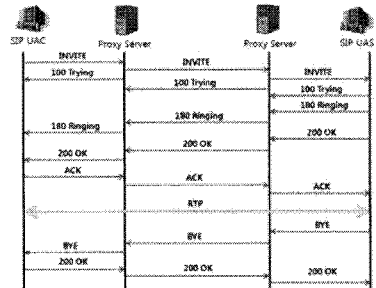 SIP UAC Proxy Server Proxy Server SIP UAS
INVITE
INVITE
INVITE
100 Trying
100 Trying
100 Trying
180 Ringing
180 Ringing
180 Ringing
200 OK
200 OK
200 OK
ACK
ACK
ACK
RTP
BYE
BYE
BYE
200 OK
200 OK
200 OK